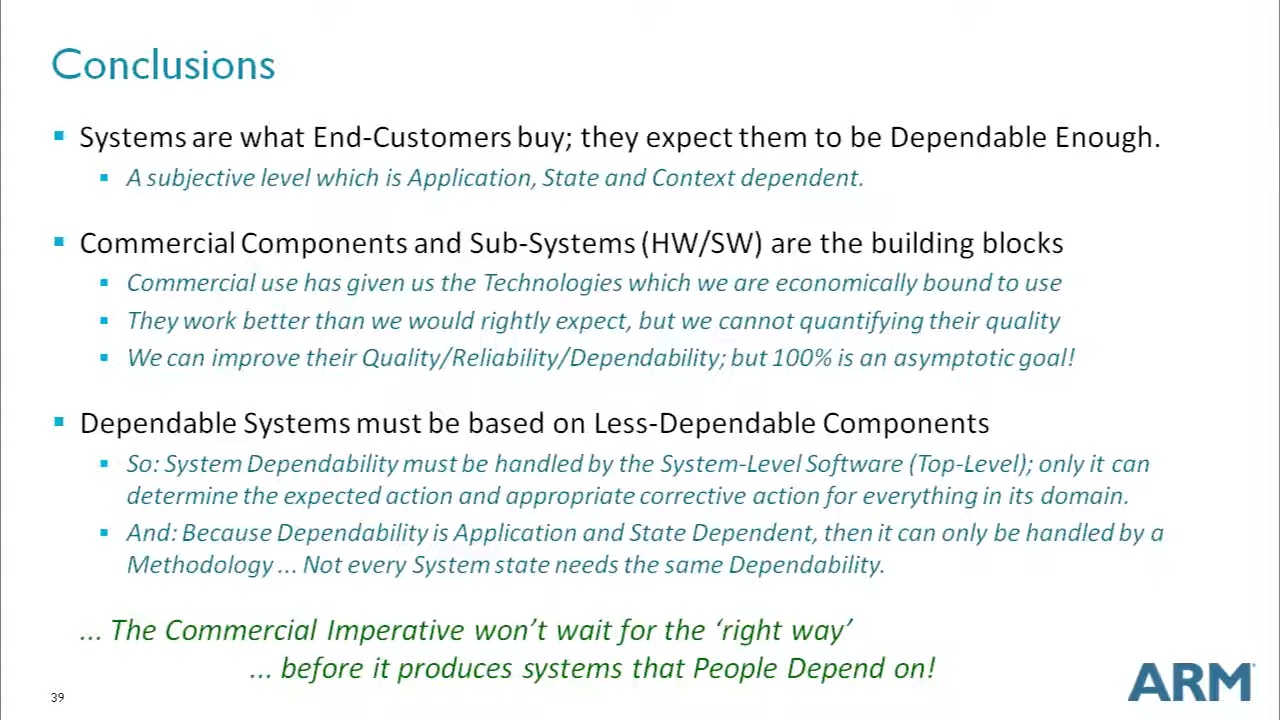 Conclusions
Systems are what End-Customers buy; they expect them to be Dependable Enough.
A subjective level which is Application, State and Context dependent.
Commercial Components and Sub-Systems (HW/SW) are the building blocks
Commercial use has given us the Technologies which we are economically bound to use
They work better than we would rightly expect, but we cannot quantifying their quality
We can improve their Quality/Reliability/Dependability; but 100% is an asymptotic goal!
Dependable Systems must be based on Less-Dependable Components
So: System Dependability must be handled by the System-Level Software (Top-Level); only it can
determine the expected action and appropriate corrective action for everything in its domain.
And: Because Dependability is Application and State Dependent, then it can only be handled by a
Methodology ... Not every System state needs the same Dependability.
... The Commercial Imperative won't wait for the ‘right way’
... before it produces systems that People Depend on!
39
ARM